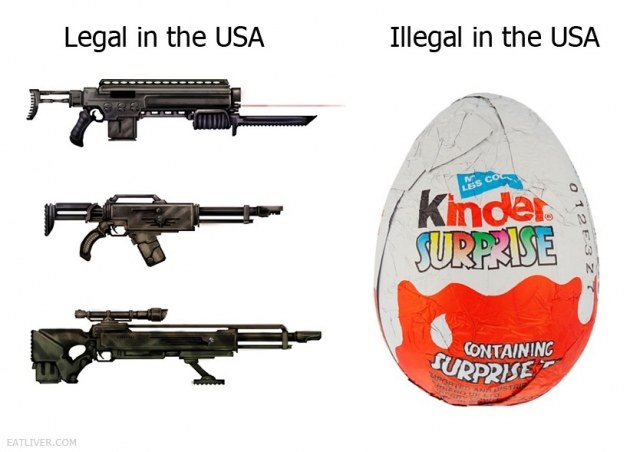 Legal in the USA
Illegal in the USA
Kinder
SURPRISE
CONTAINING
SURPRISE T
EATLIVER.COM